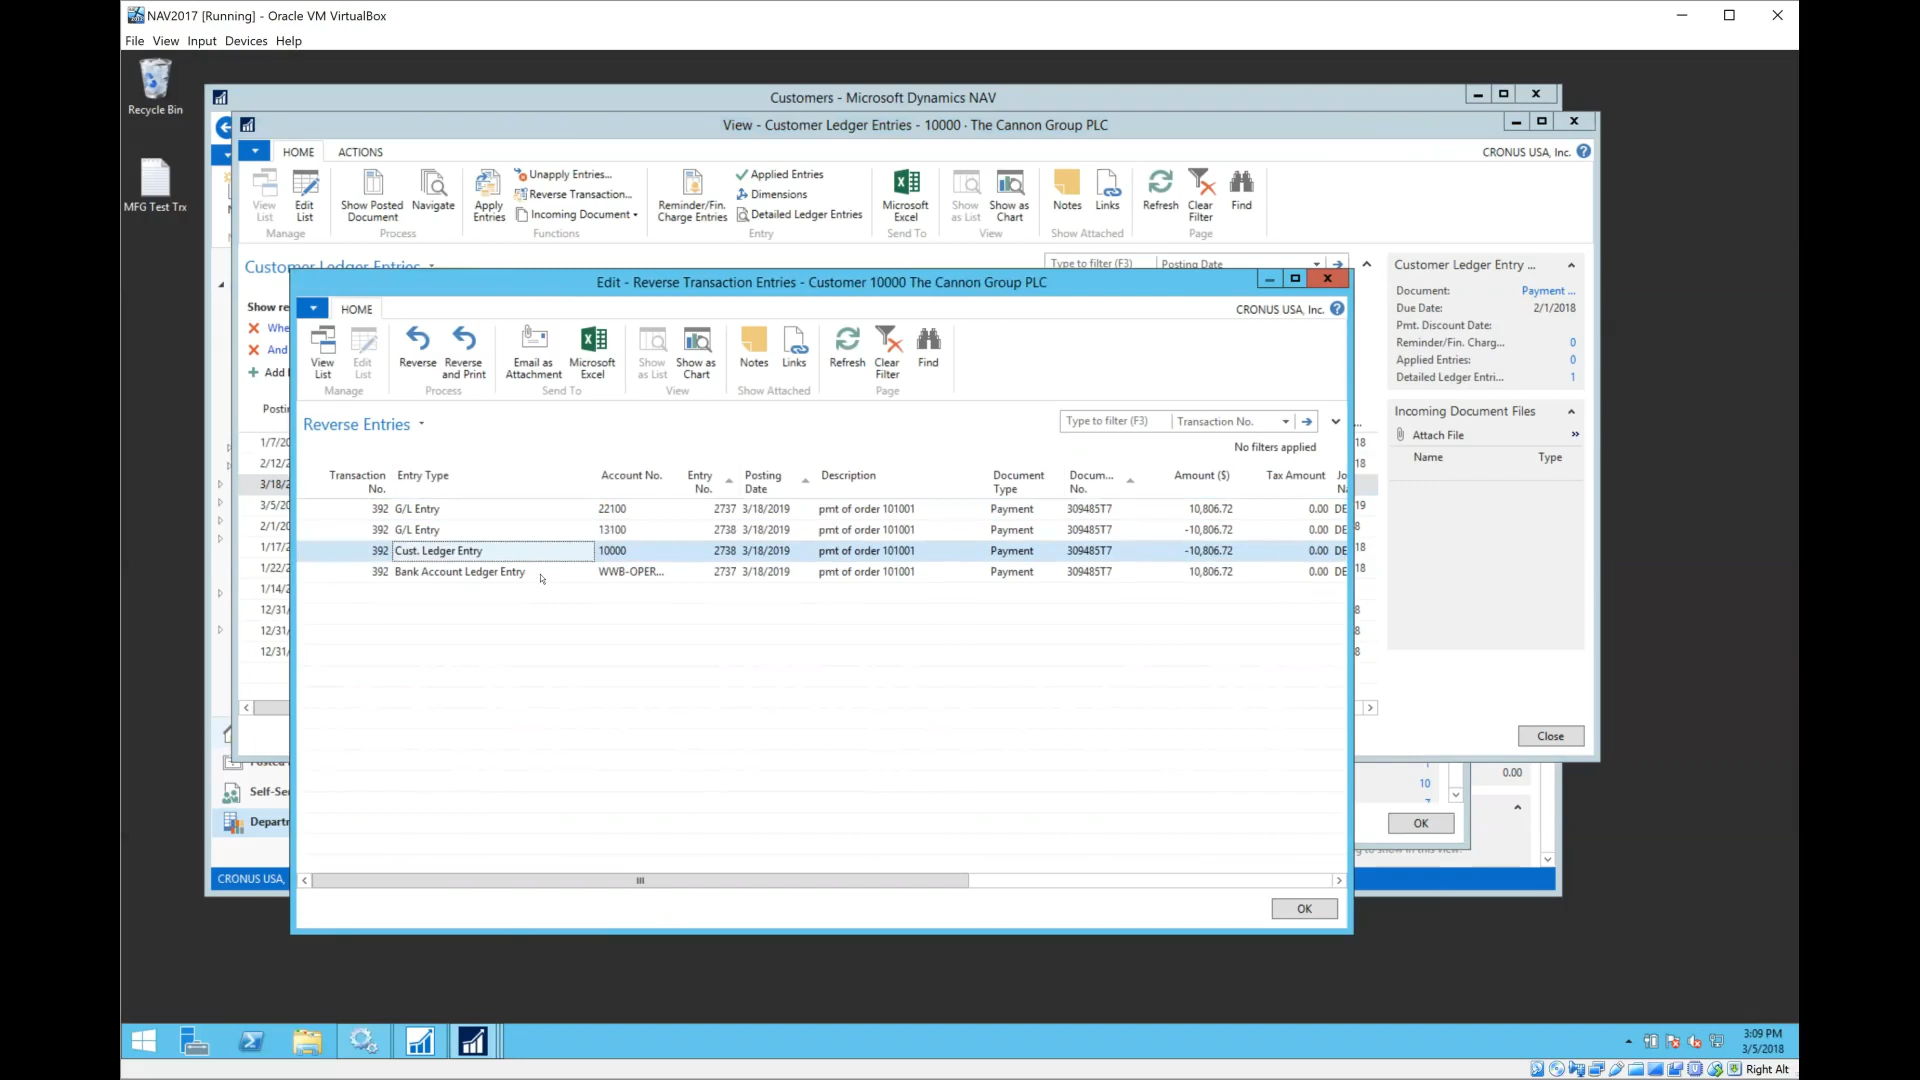 NAV2017 [Running] - Oracle VM VirtualBox
File View Input Devices Help
Recycle Bin
MFG Test Trx
Customers - Microsoft Dynamics NAV
View - Customer Ledger Entries - 10000 · The Cannon Group PLC
HOME ACTIONS
CRONUS USA, Inc.
View List
Edit List
Manage
Show Posted Document
Navigate
Process
Apply Entries
Unapply Entries...
Reverse Transaction...
Incoming Document
Functions
Reminder/Fin. Charge Entries
Applied Entries
Dimensions
Detailed Ledger Entries
Entry
Microsoft Excel
Send To
Show as List
Show as Chart
View
Notes
Links
Show Attached
Refresh
Clear Filter
Find
Page
Customer Ledger Entries
Type to filter (F3) Posting Date
Show re
Whe
And
Add
Posti
1/7/20
2/12/2
3/18/2
3/5/20
2/1/20
1/17/2
1/22/2
1/14/2
12/31/
12/31/
12/31/
Customer Ledger Entry ...
Document: Payment ...
Due Date: 2/1/2018
Pmt. Discount Date:
Reminder/Fin. Charg... 0
Applied Entries: 0
Detailed Ledger Entri... 1
Incoming Document Files
Attach File
Name Type
Close
Edit - Reverse Transaction Entries - Customer 10000 The Cannon Group PLC
HOME
CRONUS USA, Inc.
View List
Edit List
Manage
Reverse
Reverse and Print
Process
Email as Attachment
Microsoft Excel
Send To
Show as List
Show as Chart
View
Notes
Links
Show Attached
Refresh
Clear Filter
Find
Page
Reverse Entries
Type to filter (F3) Transaction No.
No filters applied
Transaction No. Entry Type Account No. Entry No. Posting Date Description Document Type Docum... No. Amount ($) Tax Amount Jo Na
392 G/L Entry 22100 2737 3/18/2019 pmt of order 101001 Payment 309485T7 10,806.72 0.00 DE
392 G/L Entry 13100 2738 3/18/2019 pmt of order 101001 Payment 309485T7 -10,806.72 0.00 DE
392 Cust. Ledger Entry 10000 2738 3/18/2019 pmt of order 101001 Payment 309485T7 -10,806.72 0.00 DE
392 Bank Account Ledger Entry WWB-OPER... 2737 3/18/2019 pmt of order 101001 Payment 309485T7 10,806.72 0.00 DE
OK
Self-Se
Departr
CRONUS USA,
10
OK
0.00
3:09 PM
3/5/2018
Right Alt